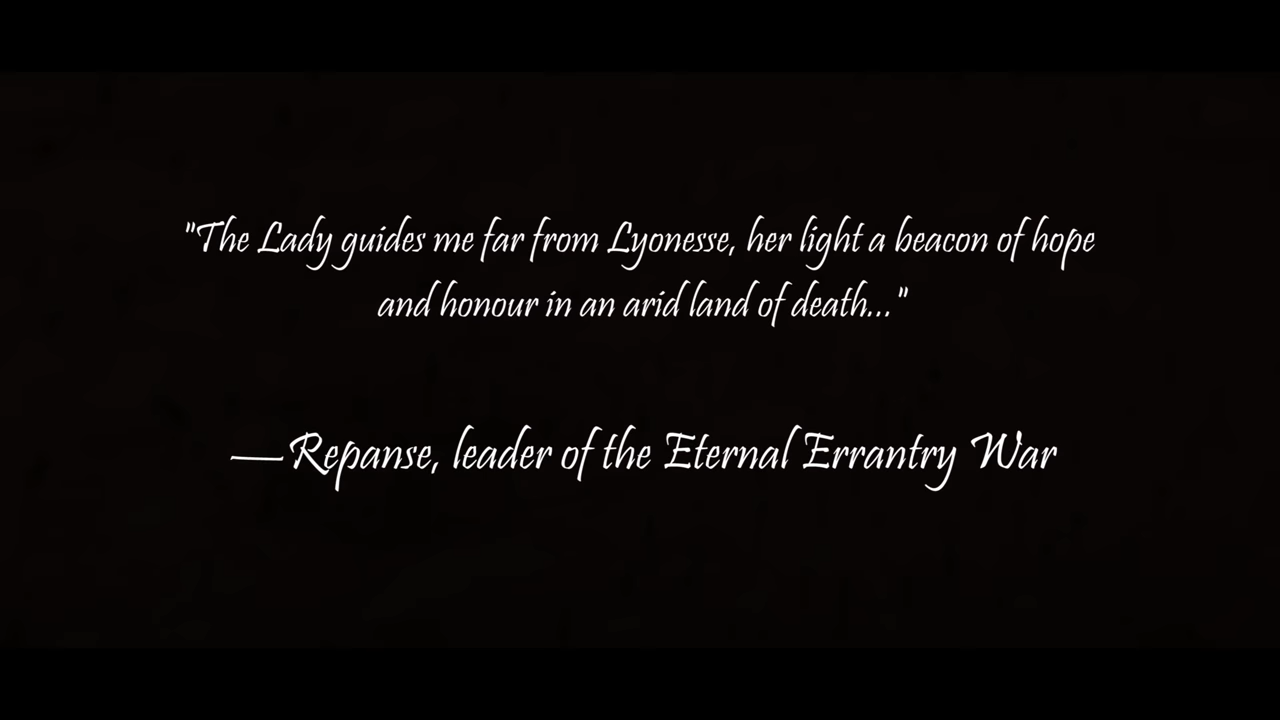 "The Lady guides me far from Lyonesse, her light a beacon of hope
and honour in an arid land of death..."
— Repanse, leader of the Eternal Errantry War